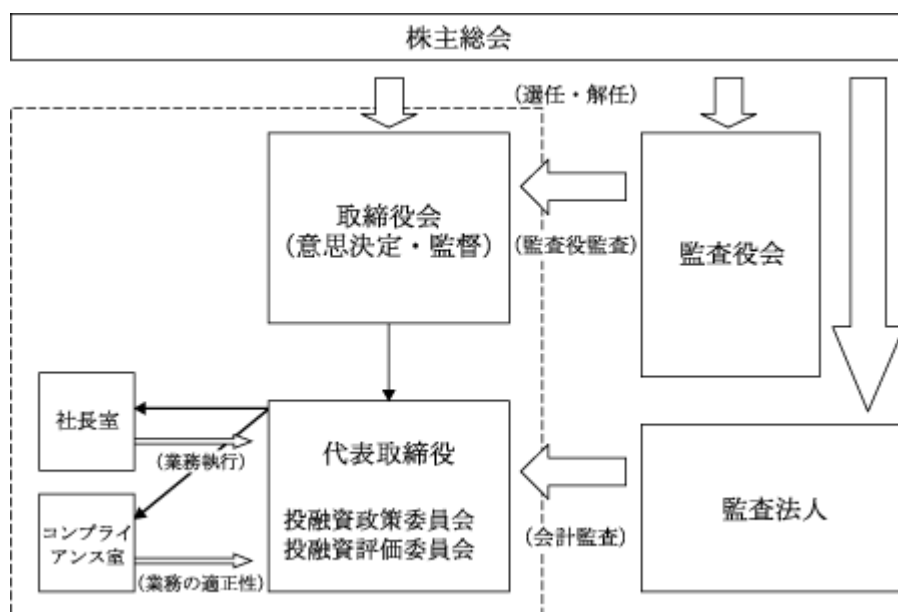 株主総会
(選任・解任)
取締役会
(意思決定・監督)
(監査役監査)
監査役会
社長室
(業務執行)
代表取締役
投融資政策委員会
投融資評価委員会
(会計監査)
監査法人
コンプライ
アンス室
(業務の適正性)